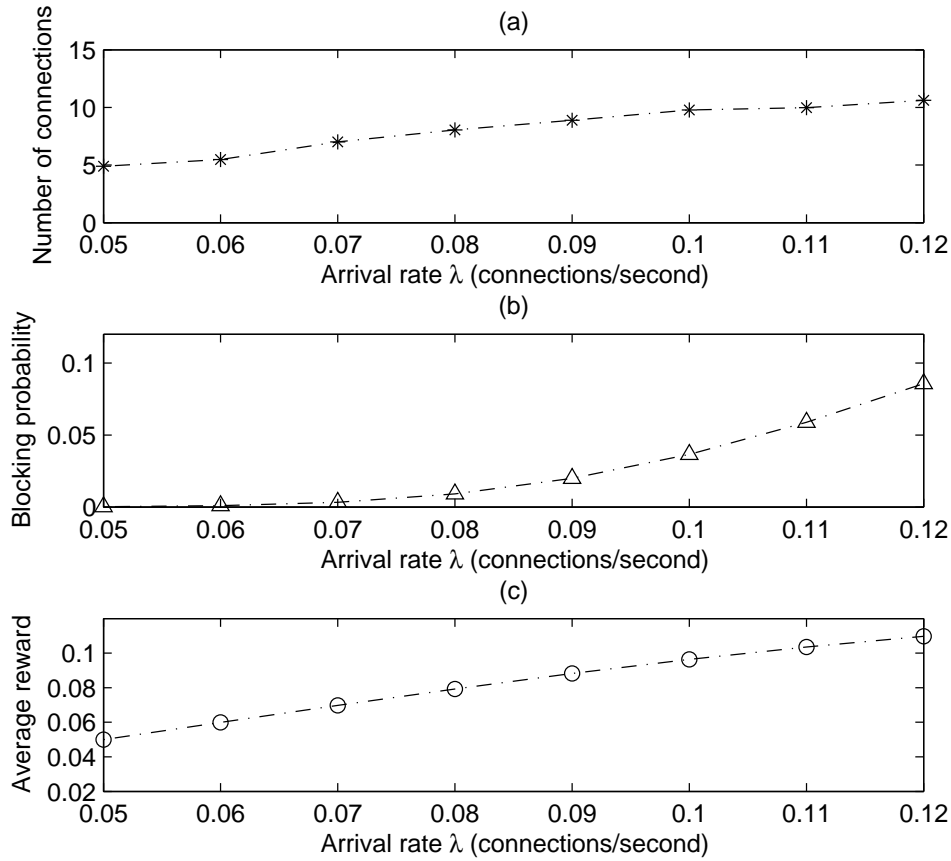 (a)
Number of connections
15
10
5
0
0.05 0.06 0.07 0.08 0.09 0.1 0.11 0.12
Arrival rate λ (connections/second)
(b)
Blocking probability
0.1
0.05
0
0.05 0.06 0.07 0.08 0.09 0.1 0.11 0.12
Arrival rate λ (connections/second)
(c)
Average reward
0.1
0.08
0.06
0.04
0.02
0.05 0.06 0.07 0.08 0.09 0.1 0.11 0.12
Arrival rate λ (connections/second)